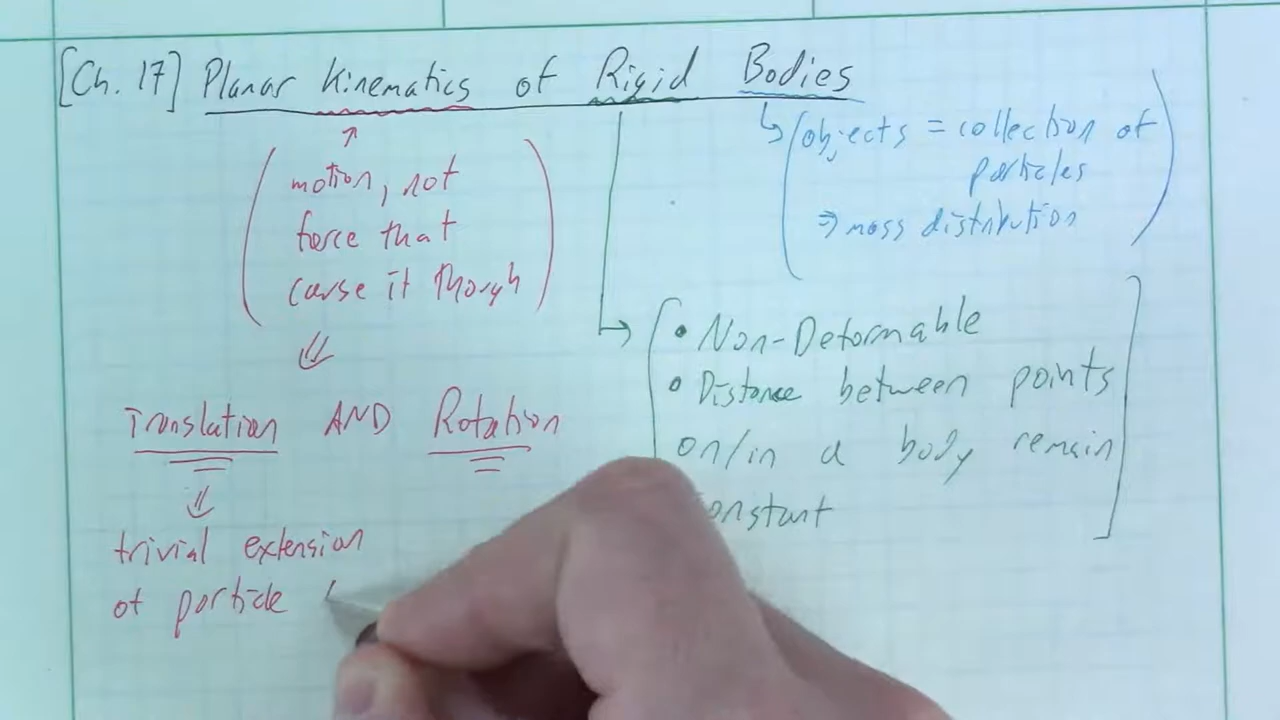 [Ch. 17] Planar Kinematics of Rigid Bodies
(objects = collection of
particles
⇒ mass distribution)
(motion, not
force that
cause it though)
• Non-Deformable
• Distance between points
on/in a body remain
onstant
Translation AND Rotation
trivial extension
of particle